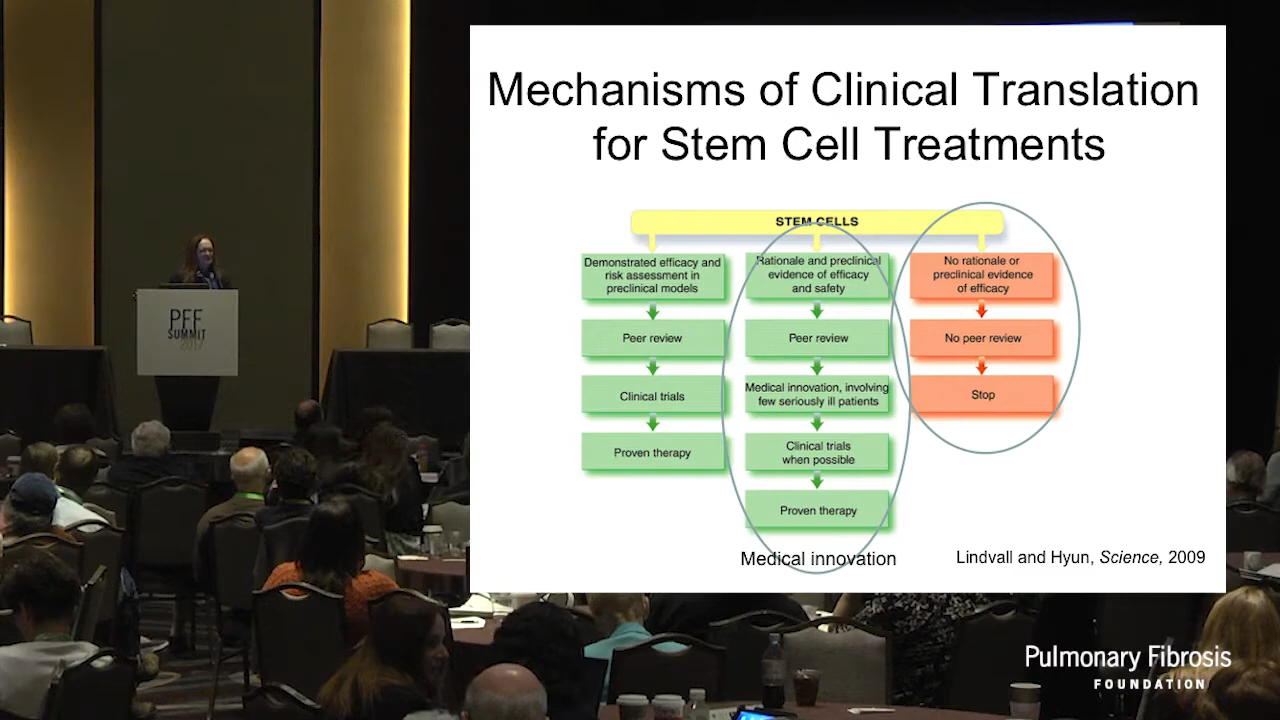 Mechanisms of Clinical Translation
for Stem Cell Treatments
STEM CELLS
Demonstrated efficacy and
risk assessment in
preclinical models
Peer review
Clinical trials
Proven therapy
Rationale and preclinical
evidence of efficacy
and safety
Peer review
Medical innovation, involving
few seriously ill patients
Clinical trials
when possible
Proven therapy
No rationale or
preclinical evidence
of efficacy
No peer review
Stop
Medical innovation
Lindvall and Hyun, Science, 2009
PFF
SUMMIT
2017
Pulmonary Fibrosis
FOUNDATION